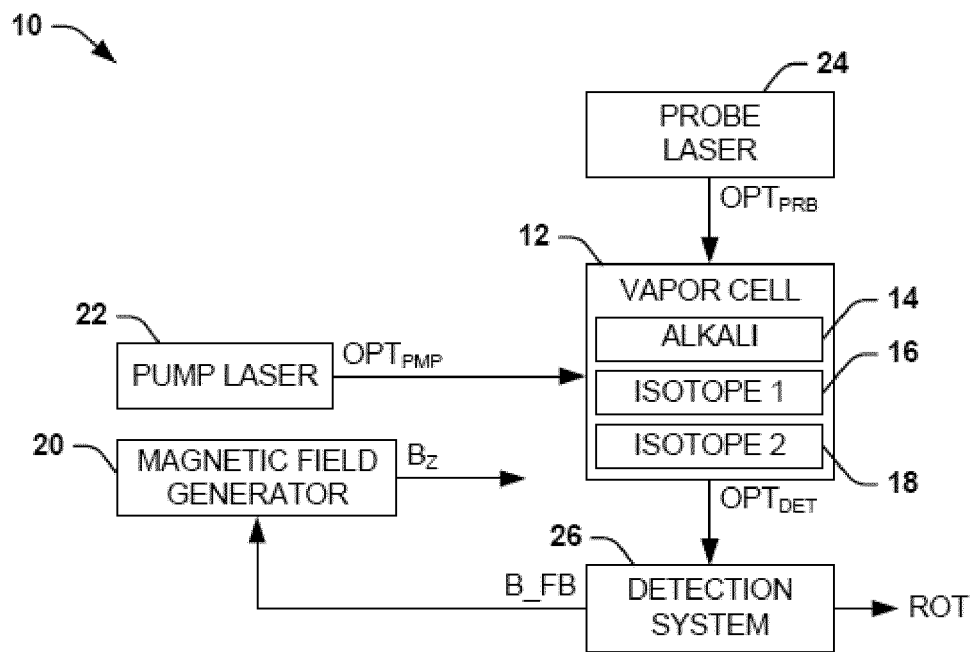 10
24
PROBE
LASER
OPT_PRB
12
VAPOR CELL
14
ALKALI
16
ISOTOPE 1
18
ISOTOPE 2
22
PUMP LASER
OPT_PMP
20
MAGNETIC FIELD
GENERATOR
B_Z
OPT_DET
26
B_FB
DETECTION
SYSTEM
ROT